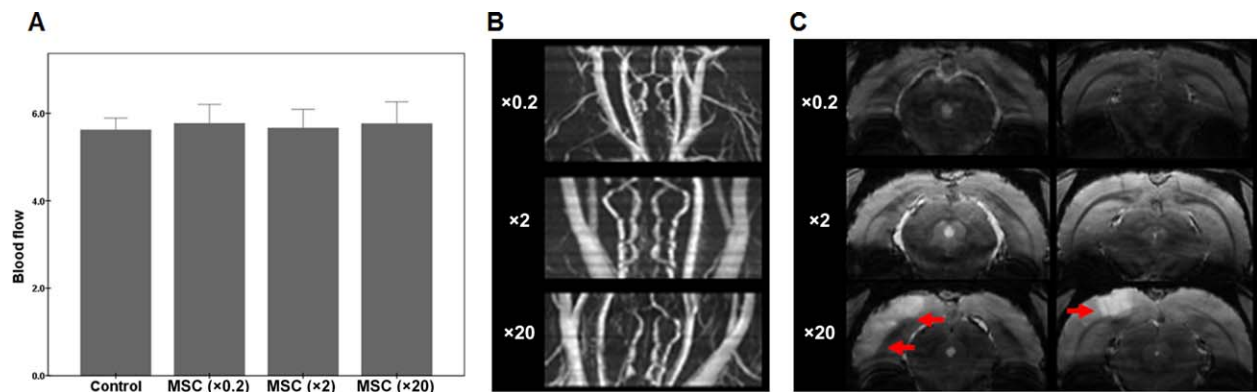 A
B
C
6.0
4.0
2.0
0.0
Blood flow
Control MSC (×0.2) MSC (×2) MSC (×20)
×0.2
×2
×20
×0.2
×2
×20